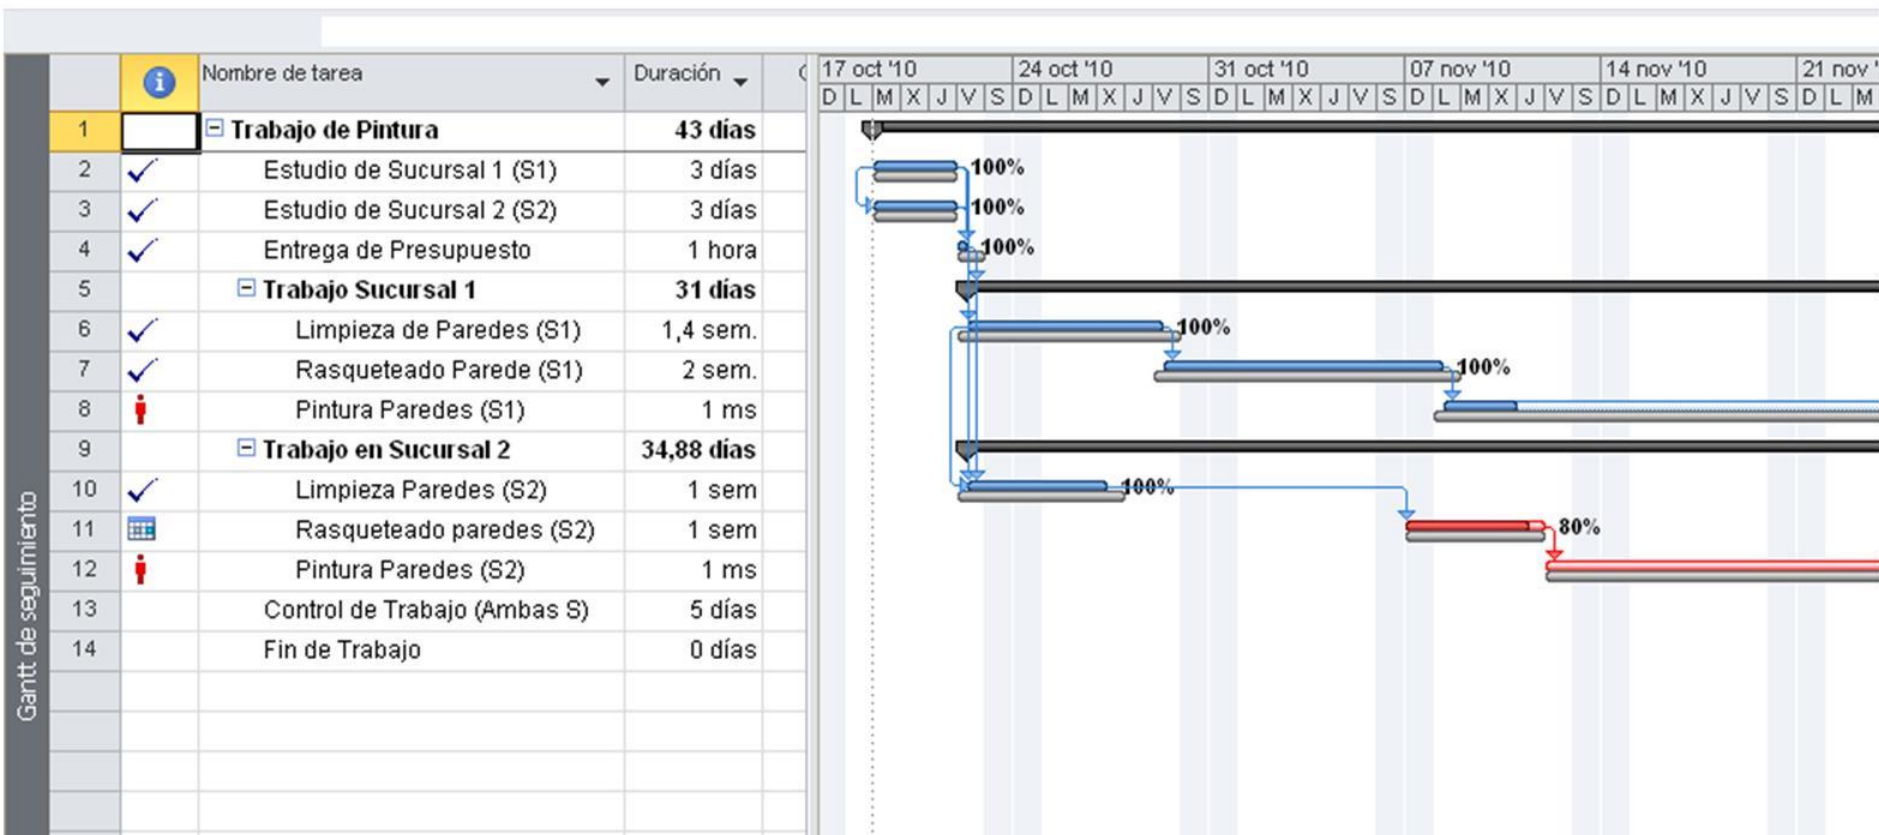 Nombre de tarea Duración 17 oct '10 24 oct '10 31 oct '10 07 nov '10 14 nov '10 21 nov '
D L M X J V S D L M X J V S D L M X J V S D L M X J V S D L M X J V S D L M
1 Trabajo de Pintura 43 días
2 Estudio de Sucursal 1 (S1) 3 días 100%
3 Estudio de Sucursal 2 (S2) 3 días 100%
4 Entrega de Presupuesto 1 hora 100%
5 Trabajo Sucursal 1 31 días
6 Limpieza de Paredes (S1) 1,4 sem. 100%
7 Rasqueteado Parede (S1) 2 sem. 100%
8 Pintura Paredes (S1) 1 ms
9 Trabajo en Sucursal 2 34,88 días
10 Limpieza Paredes (S2) 1 sem 100%
11 Rasqueteado paredes (S2) 1 sem 80%
12 Pintura Paredes (S2) 1 ms
13 Control de Trabajo (Ambas S) 5 días
14 Fin de Trabajo 0 días
Gantt de seguimiento